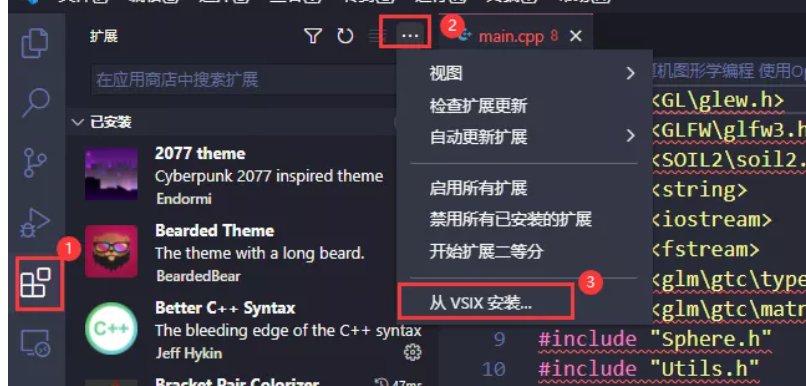 扩展
...
2
main.cpp 8
在应用商店中搜索扩展
已安装
2077 theme
Cyberpunk 2077 inspired theme
Endormi
1
Bearded Theme
The theme with a long beard.
BeardedBear
Better C++ Syntax
The bleeding edge of the C++ syntax
Jeff Hykin
C++
Bracket Pair Colorizer
47ms
视图
检查扩展更新
自动更新扩展
启用所有扩展
禁用所有已安装的扩展
开始扩展二等分
3
从 VSIX 安装...
机图形学编程 使用Op
<GL\glew.h>
<GLFW\glfw3.h
<SOIL2\soil2.
<string>
<iostream>
<fstream>
<glm\gtc\type
<glm\gtc\matr
9 #include "Sphere.h"
10 #include "Utils.h"